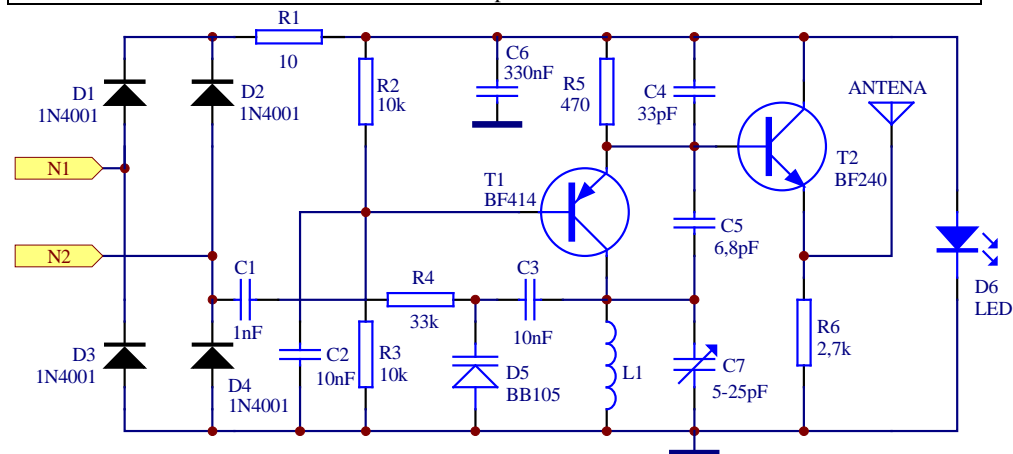 R1
10
C6
330nF
R2
10k
R5
470
C4
33pF
ANTENA
D1
1N4001
D2
1N4001
N1
T1
BF414
T2
BF240
N2
C5
6,8pF
C1
1nF
R4
33k
C3
10nF
D6
LED
D3
1N4001
C2
10nF
R3
10k
D5
BB105
L1
C7
5-25pF
R6
2,7k
D4
1N4001